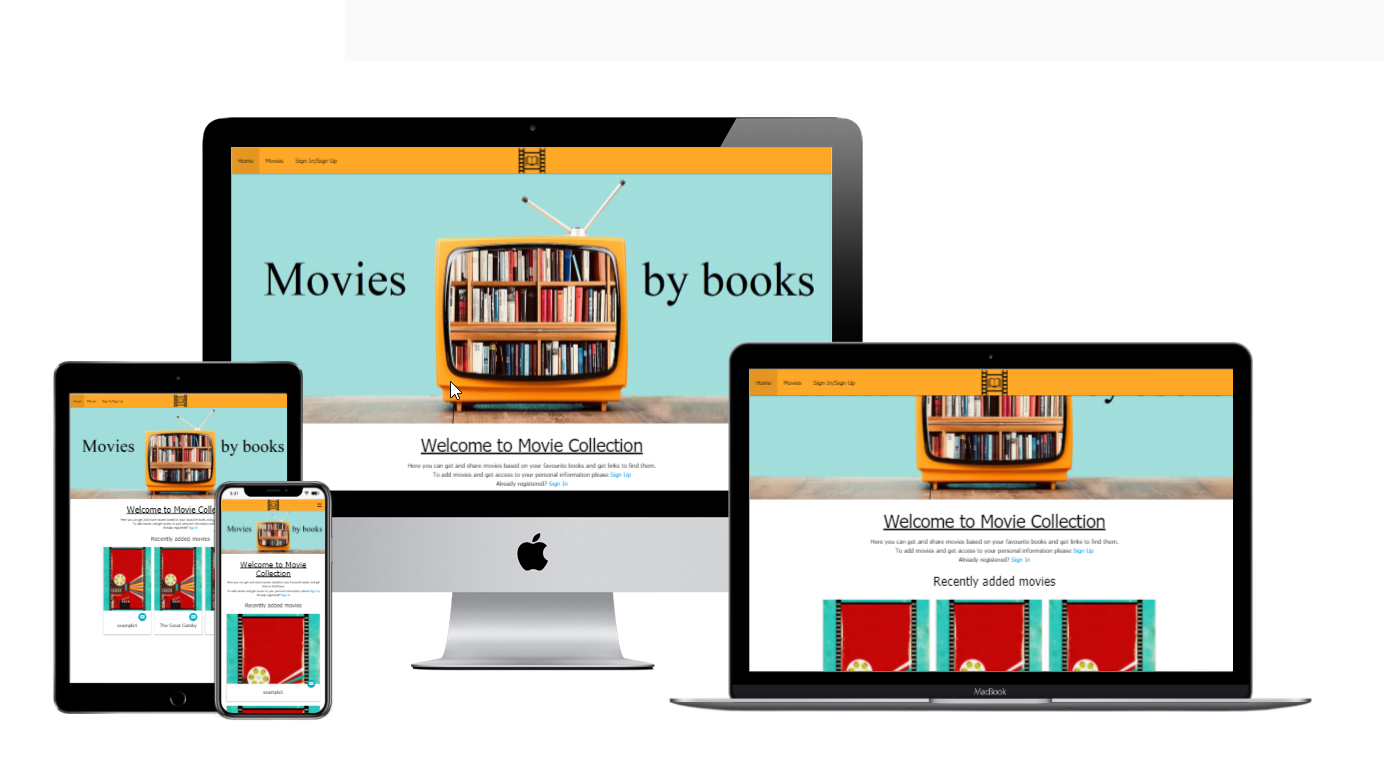 Home Movies Sign In/Sign Up
Movies by books
Welcome to Movie Collection
Here you can get and share movies based on your favourite books and get links to find them.
To add movies and get access to your personal information please Sign Up
Already registered? Sign In
Home Movies Sign In/Sign Up
Movies by books
Welcome to Movie Colle
Already registered? Sign In
Recently added movies
example1
The Great Gatsby
Movies by books
Welcome to Movie
Collection
Recently added movies
example1
Home Movies Sign In/Sign Up
Welcome to Movie Collection
Here you can get and share movies based on your favourite books and get links to find them.
To add movies and get access to your personal information please Sign Up
Already registered? Sign In
Recently added movies
MacBook